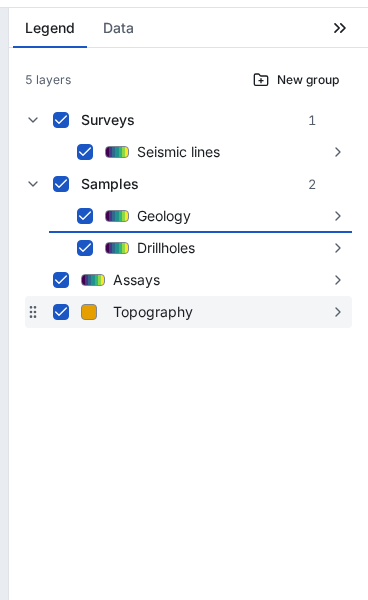 Legend Data
5 layers New group
Surveys 1
Seismic lines
Samples 2
Geology
Drillholes
Assays
Topography